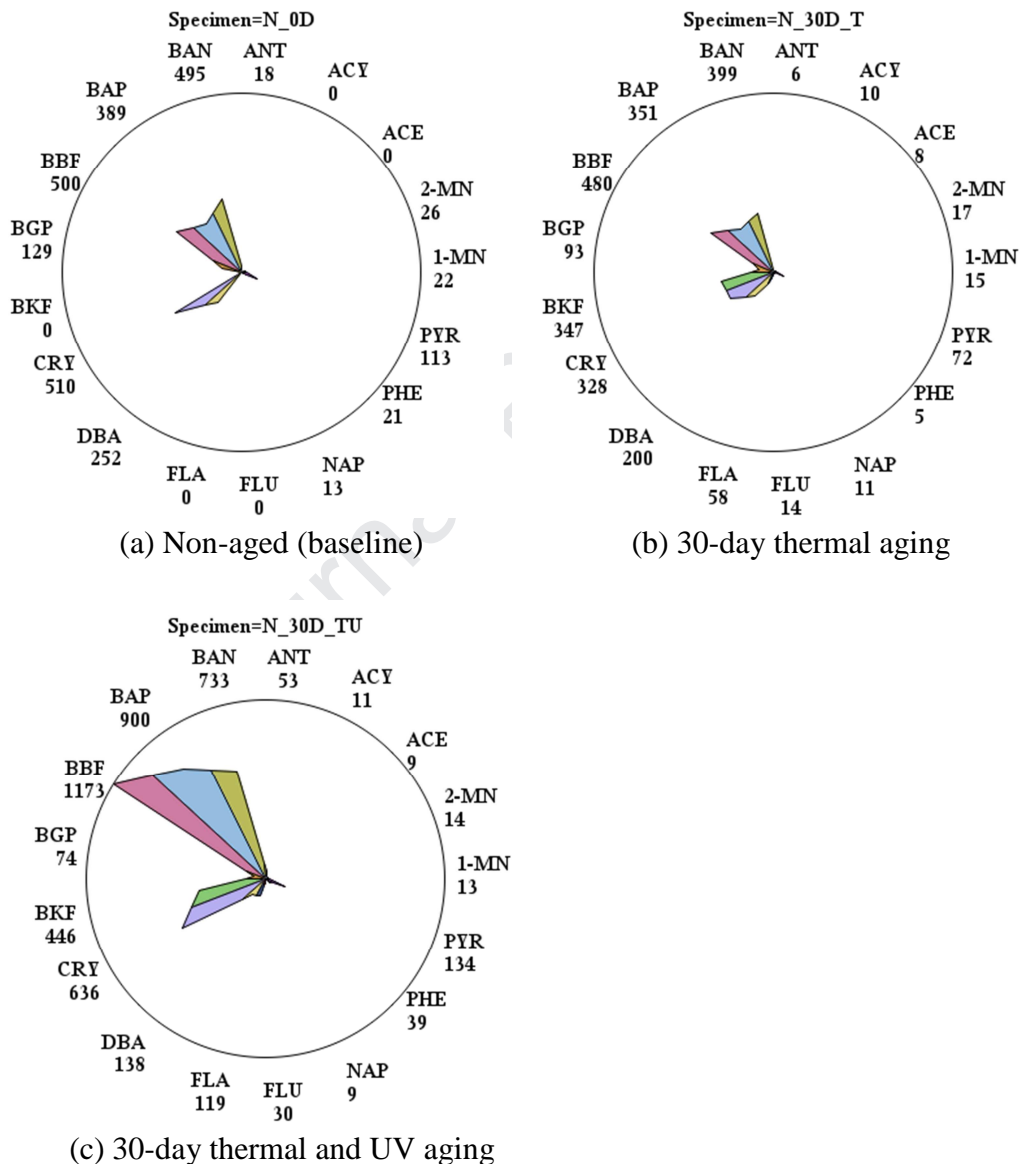 Specimen=N_0D
BAN ANT
495 18
ACY
0
BAP
389
ACE
0
BBF
500
2-MN
26
BGP
129
1-MN
22
BKF
0
PYR
113
CRY
510
PHE
21
DBA
252
FLA
0
FLU
0
NAP
13
(a) Non-aged (baseline)
Specimen=N_30D_T
BAN ANT
399 6
ACY
10
BAP
351
ACE
8
BBF
480
2-MN
17
BGP
93
1-MN
15
BKF
347
PYR
72
CRY
328
PHE
5
DBA
200
FLA
58
FLU
14
NAP
11
(b) 30-day thermal aging
Specimen=N_30D_TU
BAN ANT
733 53
ACY
11
BAP
900
ACE
9
BBF
1173
2-MN
14
BGP
74
1-MN
13
BKF
446
PYR
134
CRY
636
PHE
39
DBA
138
FLA
119
FLU
30
NAP
9
(c) 30-day thermal and UV aging